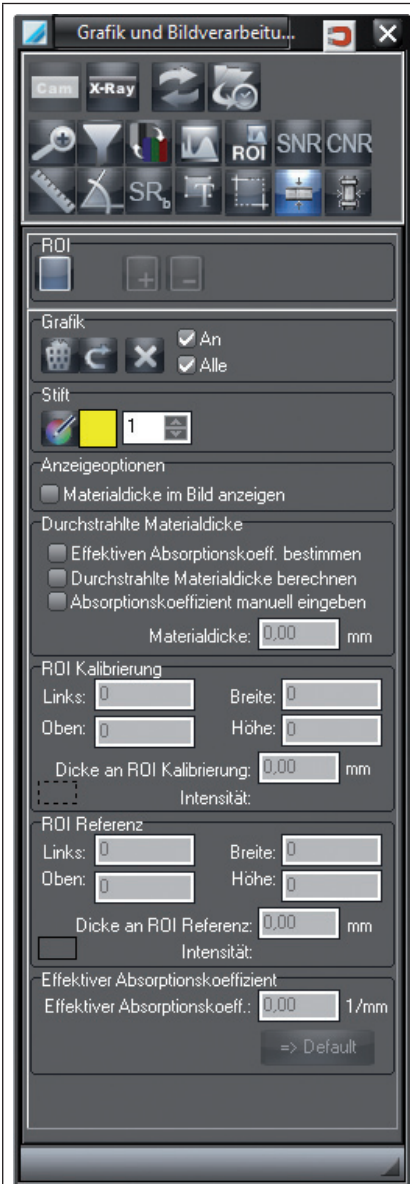 Grafik und Bildverarbeitu...
Cam X-Ray
ROI SNR CNR
SRb T
ROI
+ -
Grafik
An
Alle
Stift
1
Anzeigeoptionen
Materialdicke im Bild anzeigen
Durchstrahlte Materialdicke
Effektiven Absorptionskoeff. bestimmen
Durchstrahlte Materialdicke berechnen
Absorptionskoeffizient manuell eingeben
Materialdicke: 0,00 mm
ROI Kalibrierung
Links: 0 Breite: 0
Oben: 0 Höhe: 0
Dicke an ROI Kalibrierung: 0,00 mm
Intensität:
ROI Referenz
Links: 0 Breite: 0
Oben: 0 Höhe: 0
Dicke an ROI Referenz: 0,00 mm
Intensität:
Effektiver Absorptionskoeffizient
Effektiver Absorptionskoeff.: 0,00 1/mm
=> Default